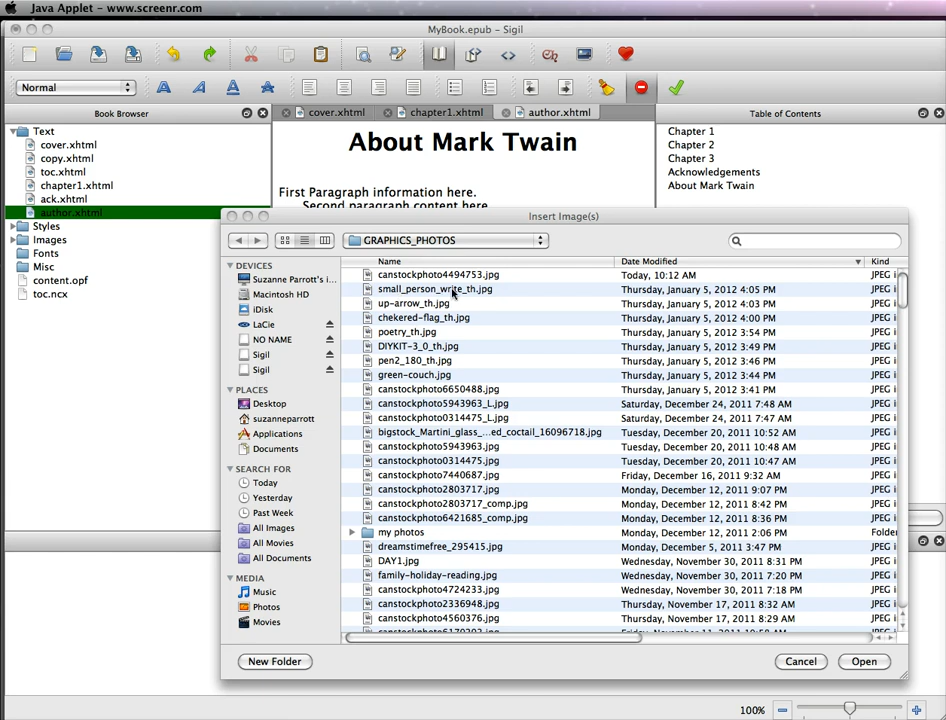 Java Applet - www.screenr.com
MyBook.epub - Sigil
Normal
A A A A
Book Browser
cover.xhtml
chapter1.xhtml
author.xhtml
Table of Contents
Text
cover.xhtml
copy.xhtml
toc.xhtml
chapter1.xhtml
ack.xhtml
author.xhtml
Styles
Images
Fonts
Misc
content.opf
toc.ncx
About Mark Twain
First Paragraph information here.
Second paragraph content here
Chapter 1
Chapter 2
Chapter 3
Acknowledgements
About Mark Twain
Insert Image(s)
GRAPHICS_PHOTOS
DEVICES
Suzanne Parrott's i...
Macintosh HD
iDisk
LaCie
NO NAME
Sigil
Sigil
PLACES
Desktop
suzanneparrott
Applications
Documents
SEARCH FOR
Today
Yesterday
Past Week
All Images
All Movies
All Documents
MEDIA
Music
Photos
Movies
Name Date Modified Kind
canstockphoto4494753.jpg Today, 10:12 AM JPEG i
small_person_write_th.jpg Thursday, January 5, 2012 4:05 PM JPEG i
up-arrow_th.jpg Thursday, January 5, 2012 4:03 PM JPEG i
chekered-flag_th.jpg Thursday, January 5, 2012 4:00 PM JPEG i
poetry_th.jpg Thursday, January 5, 2012 3:54 PM JPEG i
DIYKIT-3_0_th.jpg Thursday, January 5, 2012 3:49 PM JPEG i
pen2_180_th.jpg Thursday, January 5, 2012 3:46 PM JPEG i
green-couch.jpg Thursday, January 5, 2012 3:44 PM JPEG i
canstockphoto6650488.jpg Thursday, January 5, 2012 3:41 PM JPEG i
canstockphoto5943963_L.jpg Saturday, December 24, 2011 7:48 AM JPEG i
canstockphoto0314475_L.jpg Saturday, December 24, 2011 7:47 AM JPEG i
bigstock_Martini_glass_...ed_coctail_16096718.jpg Tuesday, December 20, 2011 10:52 AM JPEG i
canstockphoto5943963.jpg Tuesday, December 20, 2011 10:48 AM JPEG i
canstockphoto0314475.jpg Tuesday, December 20, 2011 10:47 AM JPEG i
canstockphoto7440687.jpg Friday, December 16, 2011 9:32 AM JPEG i
canstockphoto2803717.jpg Monday, December 12, 2011 9:07 PM JPEG i
canstockphoto2803717_comp.jpg Monday, December 12, 2011 8:42 PM JPEG i
canstockphoto6421685_comp.jpg Monday, December 12, 2011 8:36 PM JPEG i
my photos Monday, December 12, 2011 2:06 PM Folder
dreamstimefree_295415.jpg Monday, December 5, 2011 3:47 PM JPEG i
DAY1.jpg Wednesday, November 30, 2011 8:31 PM JPEG i
family-holiday-reading.jpg Wednesday, November 30, 2011 7:20 PM JPEG i
canstockphoto4724233.jpg Wednesday, November 30, 2011 7:18 PM JPEG i
canstockphoto2336948.jpg Thursday, November 17, 2011 8:32 AM JPEG i
canstockphoto4560376.jpg Thursday, November 17, 2011 8:29 AM JPEG i
New Folder
Cancel
Open
100%